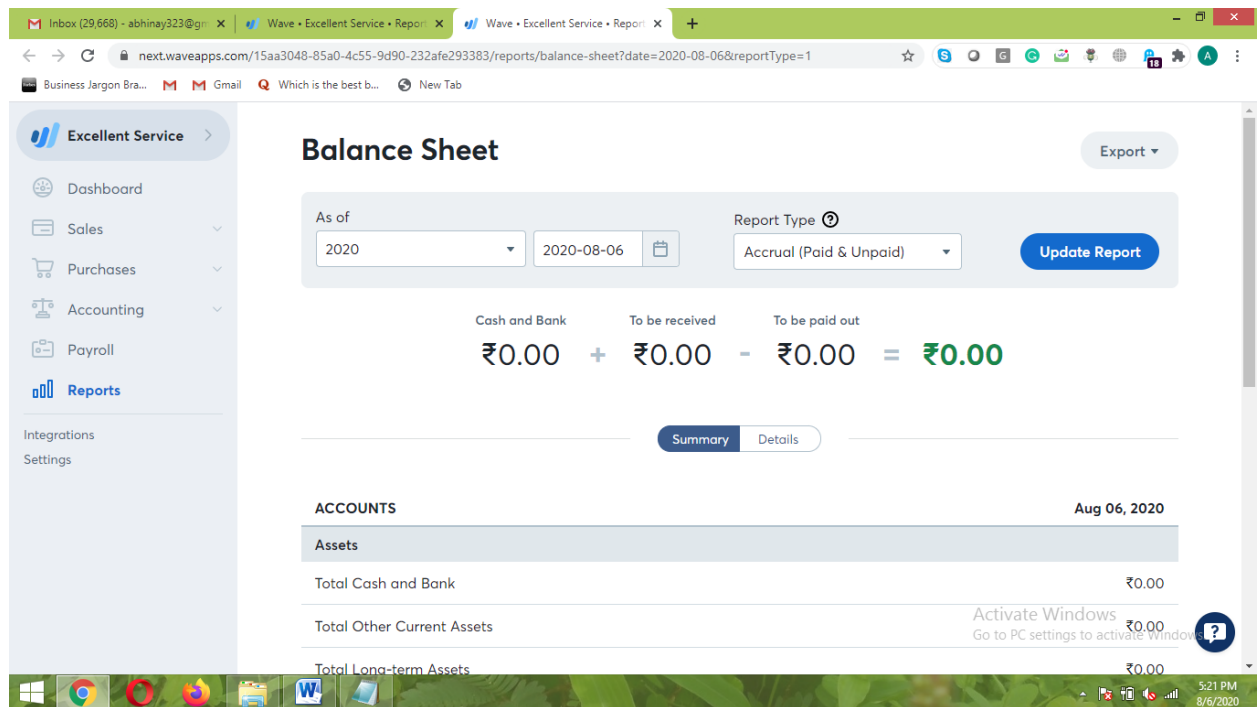 Inbox (29,668) - abhinay323@gm
Wave • Excellent Service • Report
Wave • Excellent Service • Report
next.waveapps.com/15aa3048-85a0-4c55-9d90-232afe293383/reports/balance-sheet?date=2020-08-06&reportType=1
S G G 18 A
Business Jargon Bra... M M Gmail Q Which is the best b... New Tab
Excellent Service
Dashboard
Sales
Purchases
Accounting
Payroll
Reports
Integrations
Settings
Balance Sheet
Export
As of
2020
2020-08-06
Report Type ?
Accrual (Paid & Unpaid)
Update Report
Cash and Bank To be received To be paid out
₹0.00 + ₹0.00 - ₹0.00 = ₹0.00
Summary Details
ACCOUNTS Aug 06, 2020
Assets
Total Cash and Bank ₹0.00
Total Other Current Assets ₹0.00
Total Long-term Assets ₹0.00
Activate Windows
Go to PC settings to activate Windows
?
W
5:21 PM
8/6/2020